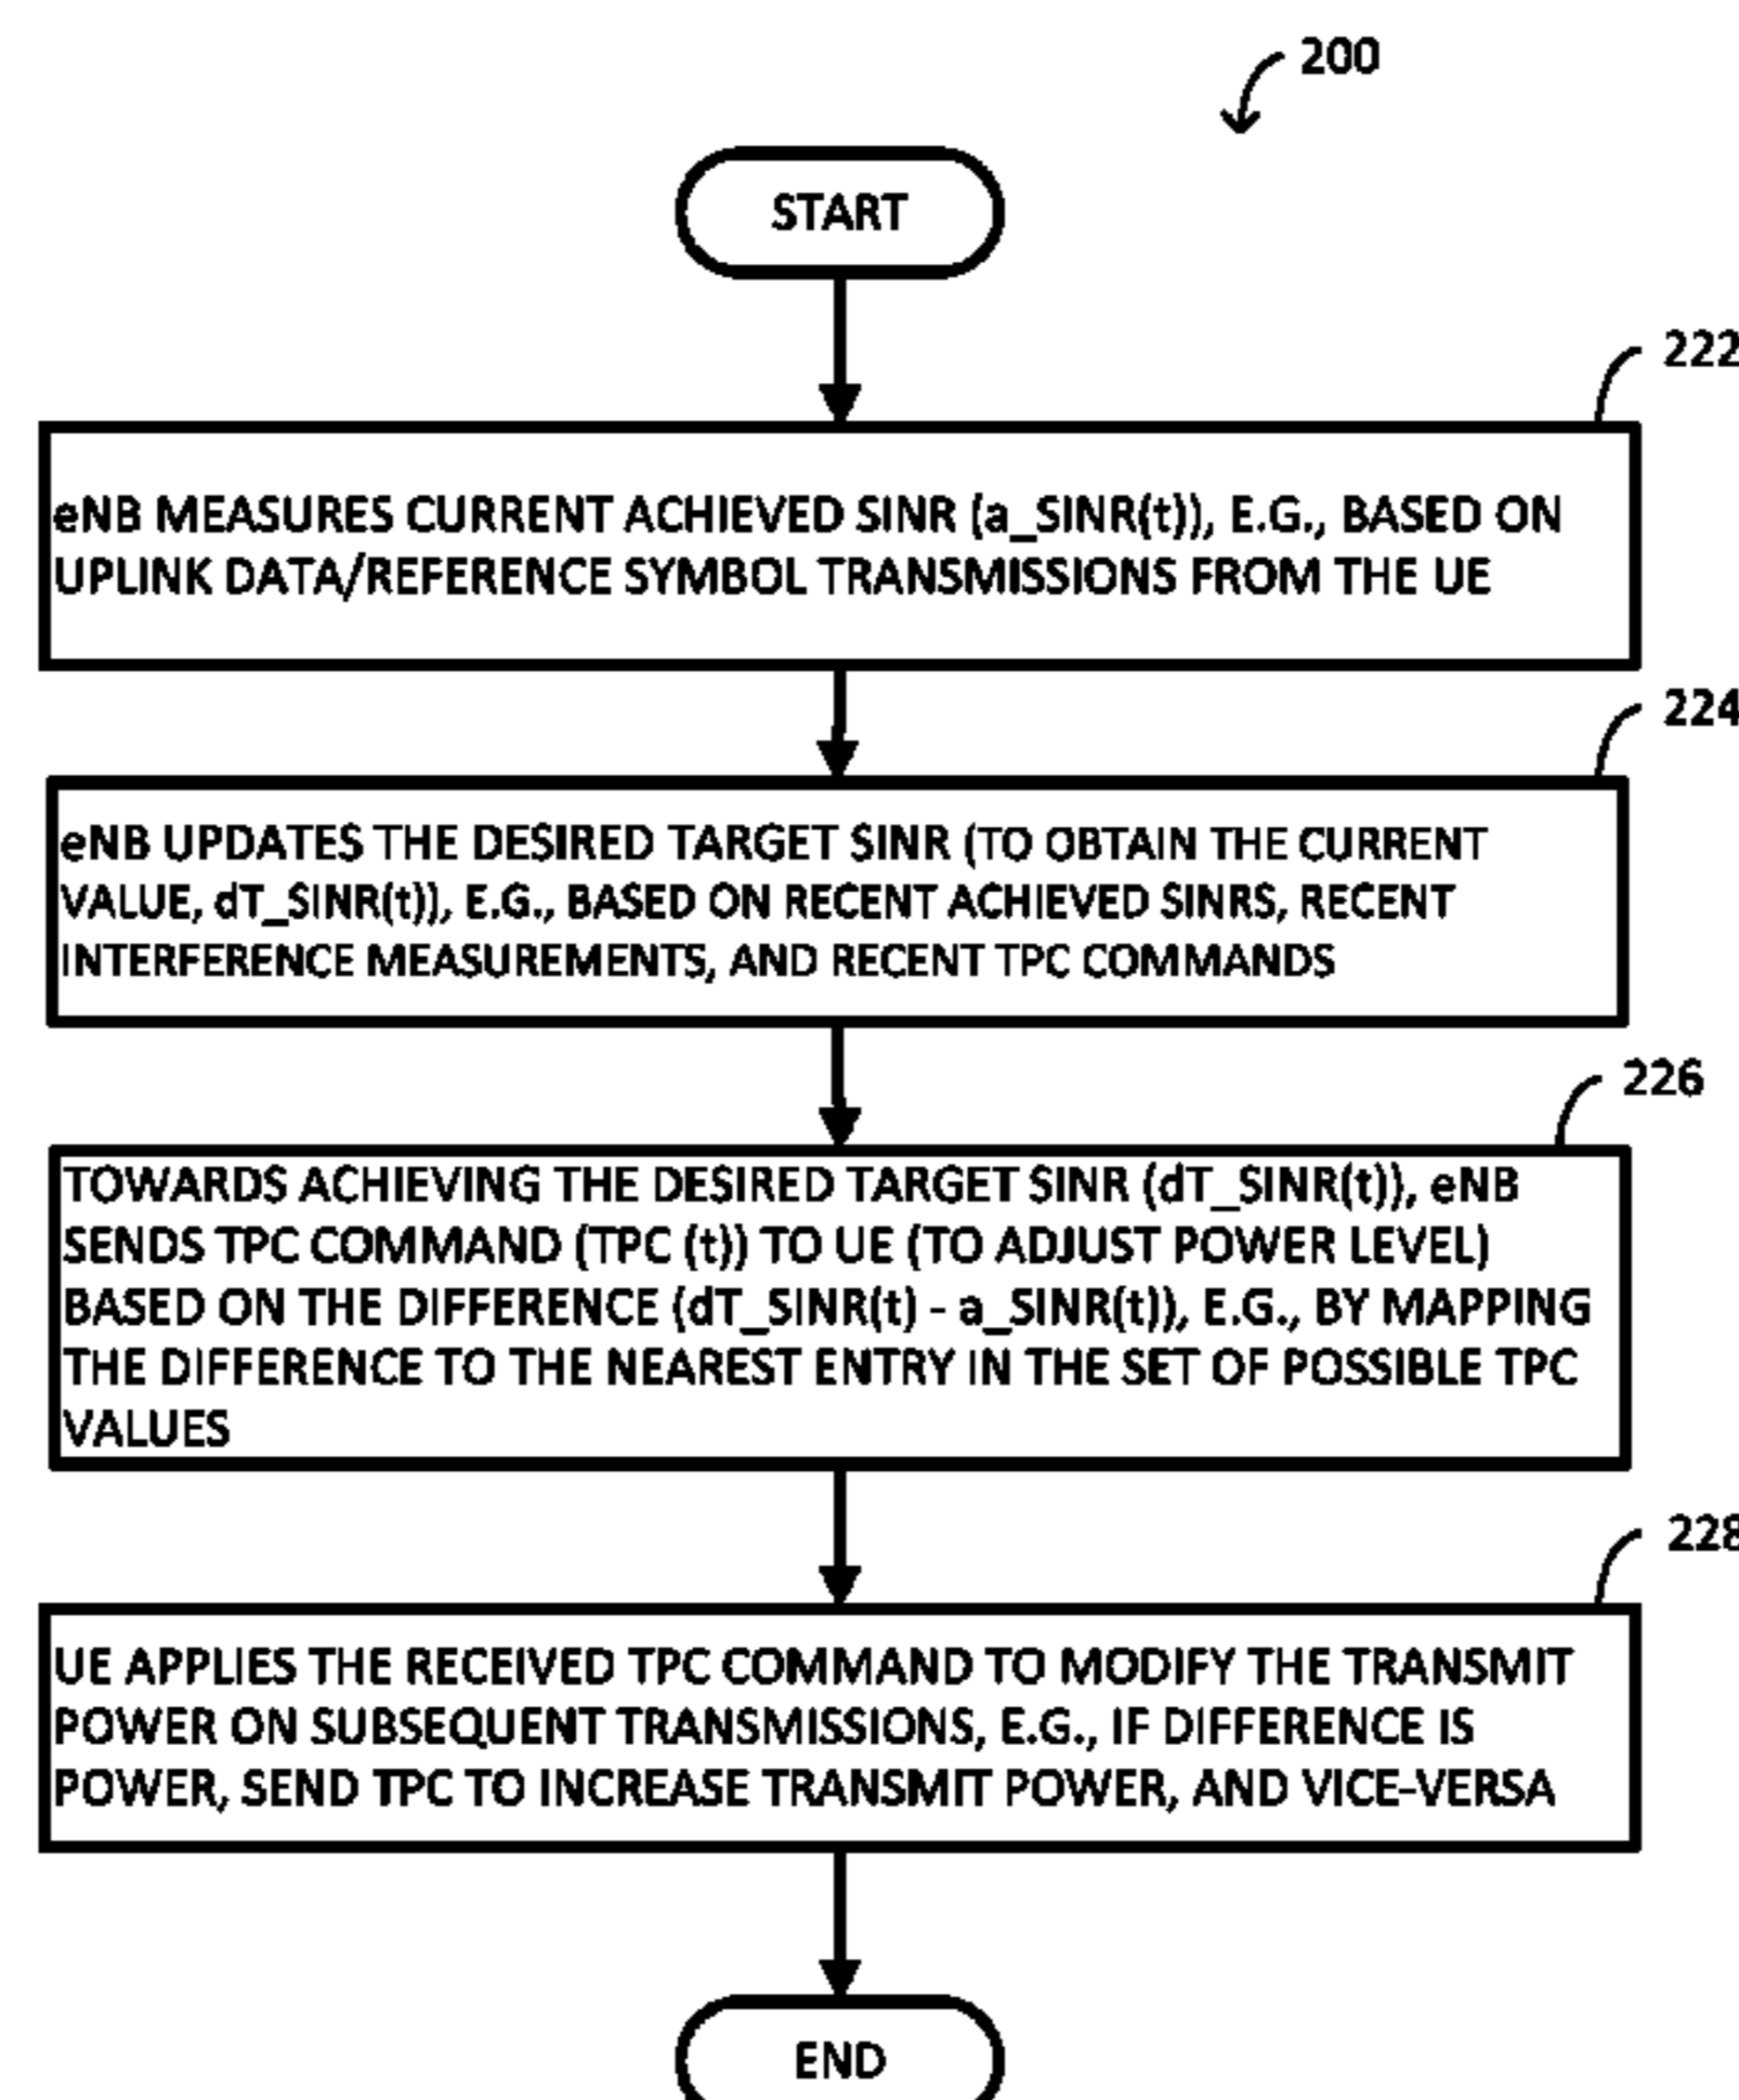 200
START
222
eNB MEASURES CURRENT ACHIEVED SINR (a_SINR(t)), E.G., BASED ON
UPLINK DATA/REFERENCE SYMBOL TRANSMISSIONS FROM THE UE
224
eNB UPDATES THE DESIRED TARGET SINR (TO OBTAIN THE CURRENT
VALUE, dT_SINR(t)), E.G., BASED ON RECENT ACHIEVED SINRS, RECENT
INTERFERENCE MEASUREMENTS, AND RECENT TPC COMMANDS
226
TOWARDS ACHIEVING THE DESIRED TARGET SINR (dT_SINR(t)), eNB
SENDS TPC COMMAND (TPC (t)) TO UE (TO ADJUST POWER LEVEL)
BASED ON THE DIFFERENCE (dT_SINR(t) - a_SINR(t)), E.G., BY MAPPING
THE DIFFERENCE TO THE NEAREST ENTRY IN THE SET OF POSSIBLE TPC
VALUES
228
UE APPLIES THE RECEIVED TPC COMMAND TO MODIFY THE TRANSMIT
POWER ON SUBSEQUENT TRANSMISSIONS, E.G., IF DIFFERENCE IS
POWER, SEND TPC TO INCREASE TRANSMIT POWER, AND VICE-VERSA
END